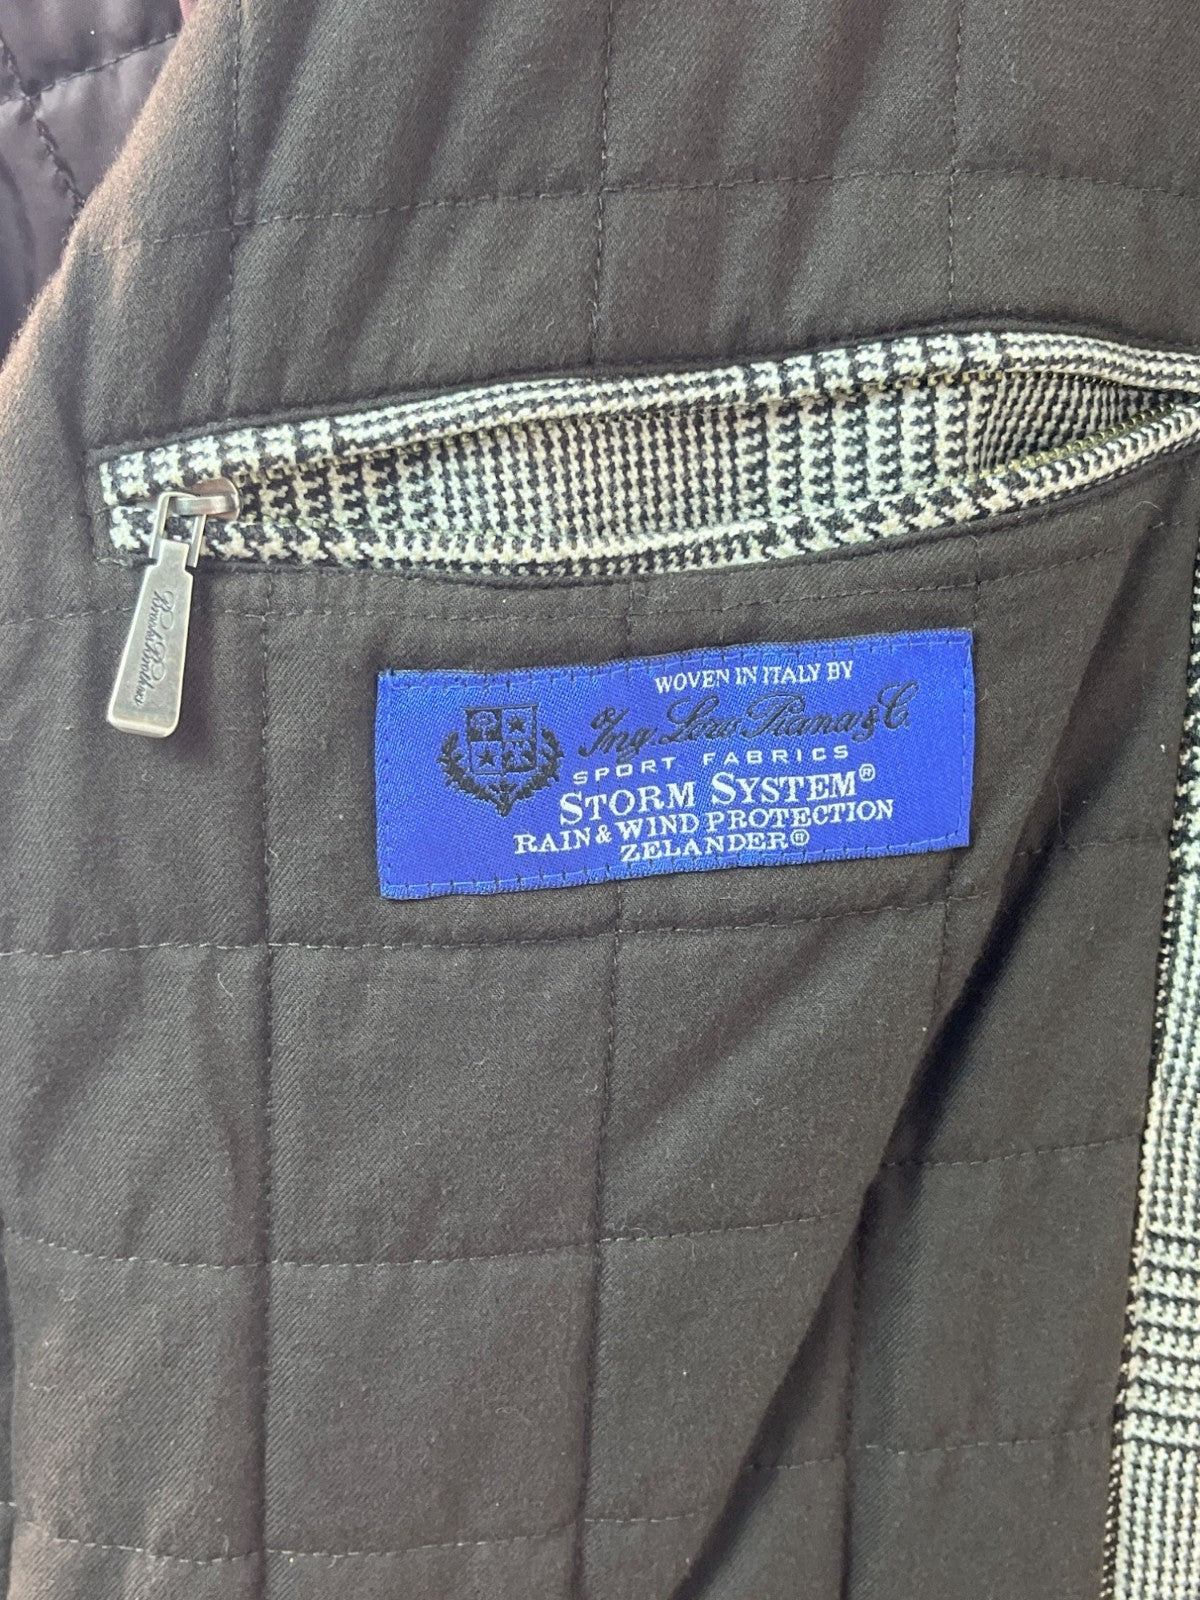 WOVEN IN ITALY BY
Ing. Loro Piana & C.
SPORT FABRICS
STORM SYSTEM®
RAIN & WIND PROTECTION
ZELANDER®